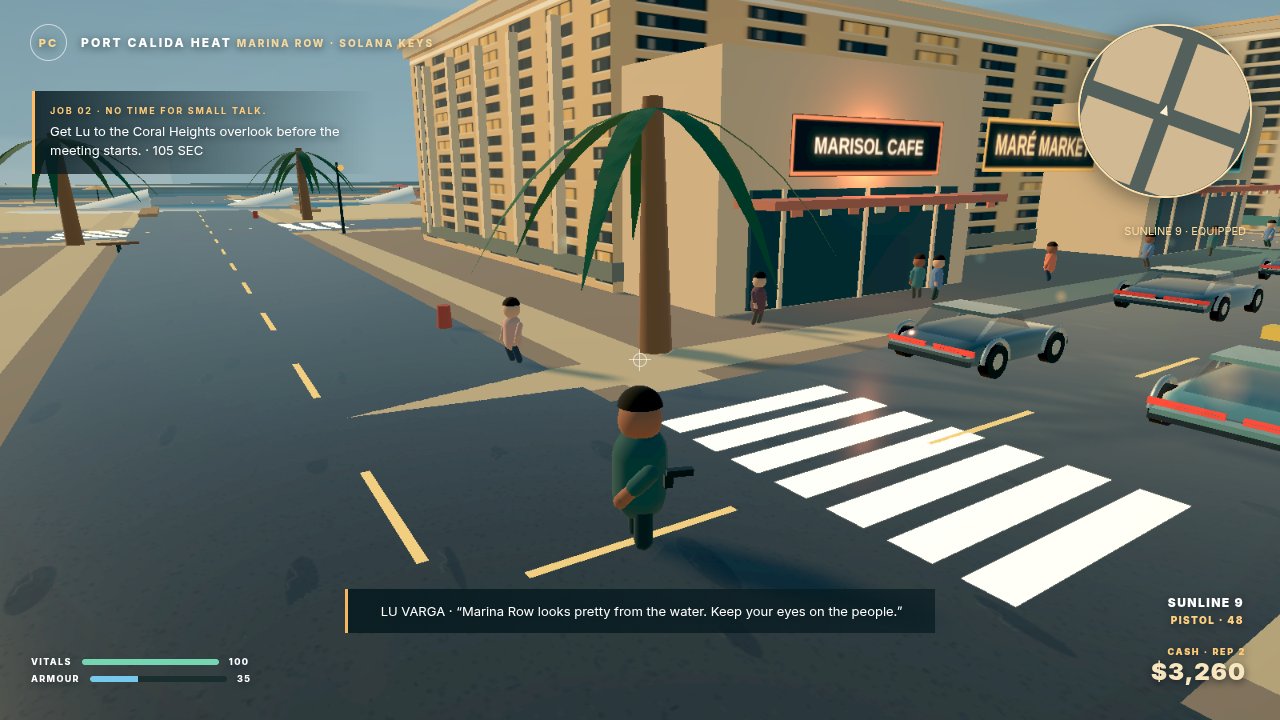 PC PORT CALIDA HEAT MARINA ROW · SOLANA KEYS
JOB 02 · NO TIME FOR SMALL TALK.
Get Lu to the Coral Heights overlook before the
meeting starts. · 105 SEC
MARISOL CAFE
MARÉ MARKE
SUNLINE 9 · EQUIPPED
LU VARGA · “Marina Row looks pretty from the water. Keep your eyes on the people.”
SUNLINE 9
PISTOL · 48
VITALS 100
ARMOUR 35
CASH · REP 2
$3,260